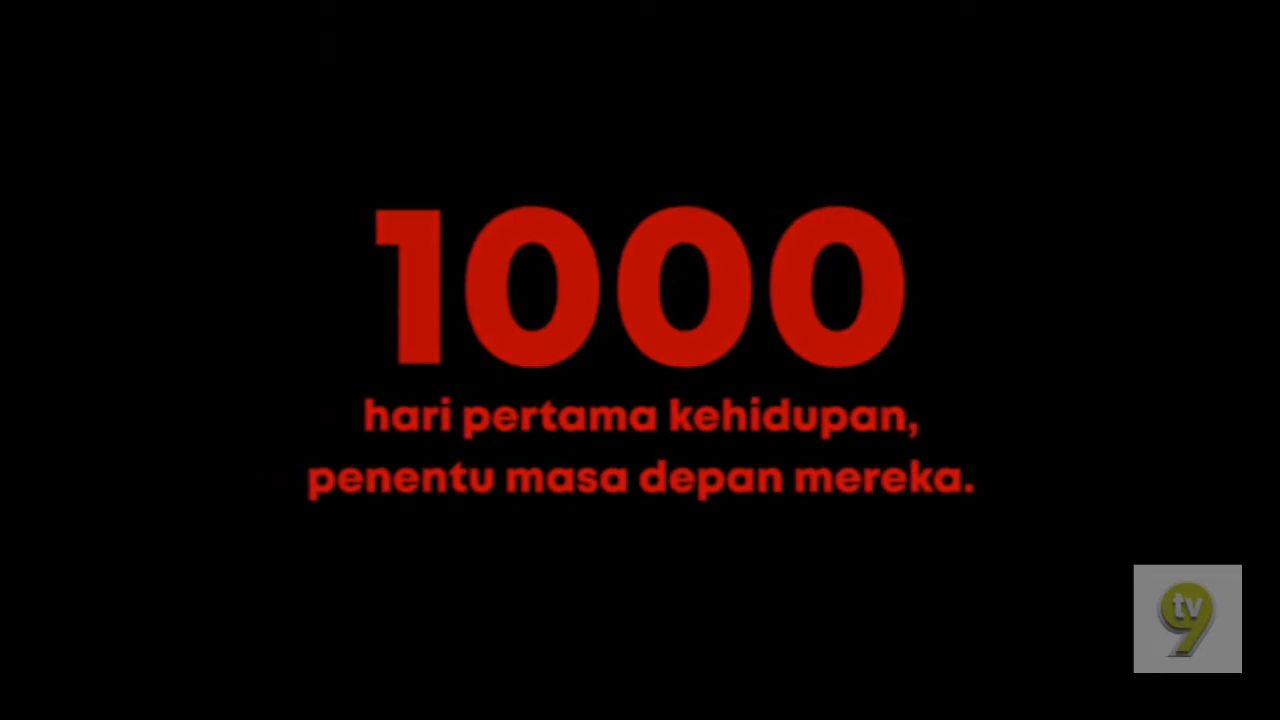 1000
hari pertama kehidupan,
penentu masa depan mereka.
tv9